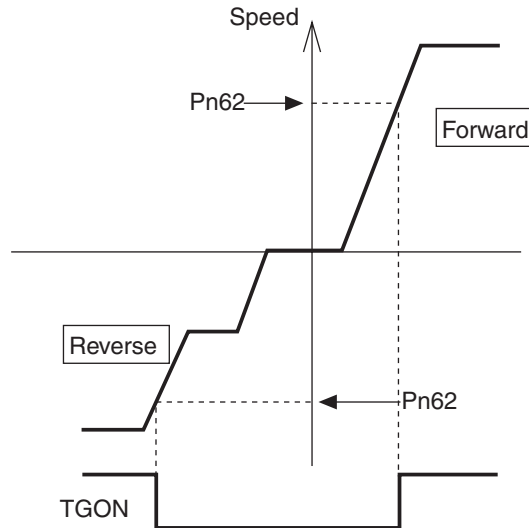 Speed
Pn62
Forward
Reverse
Pn62
TGON